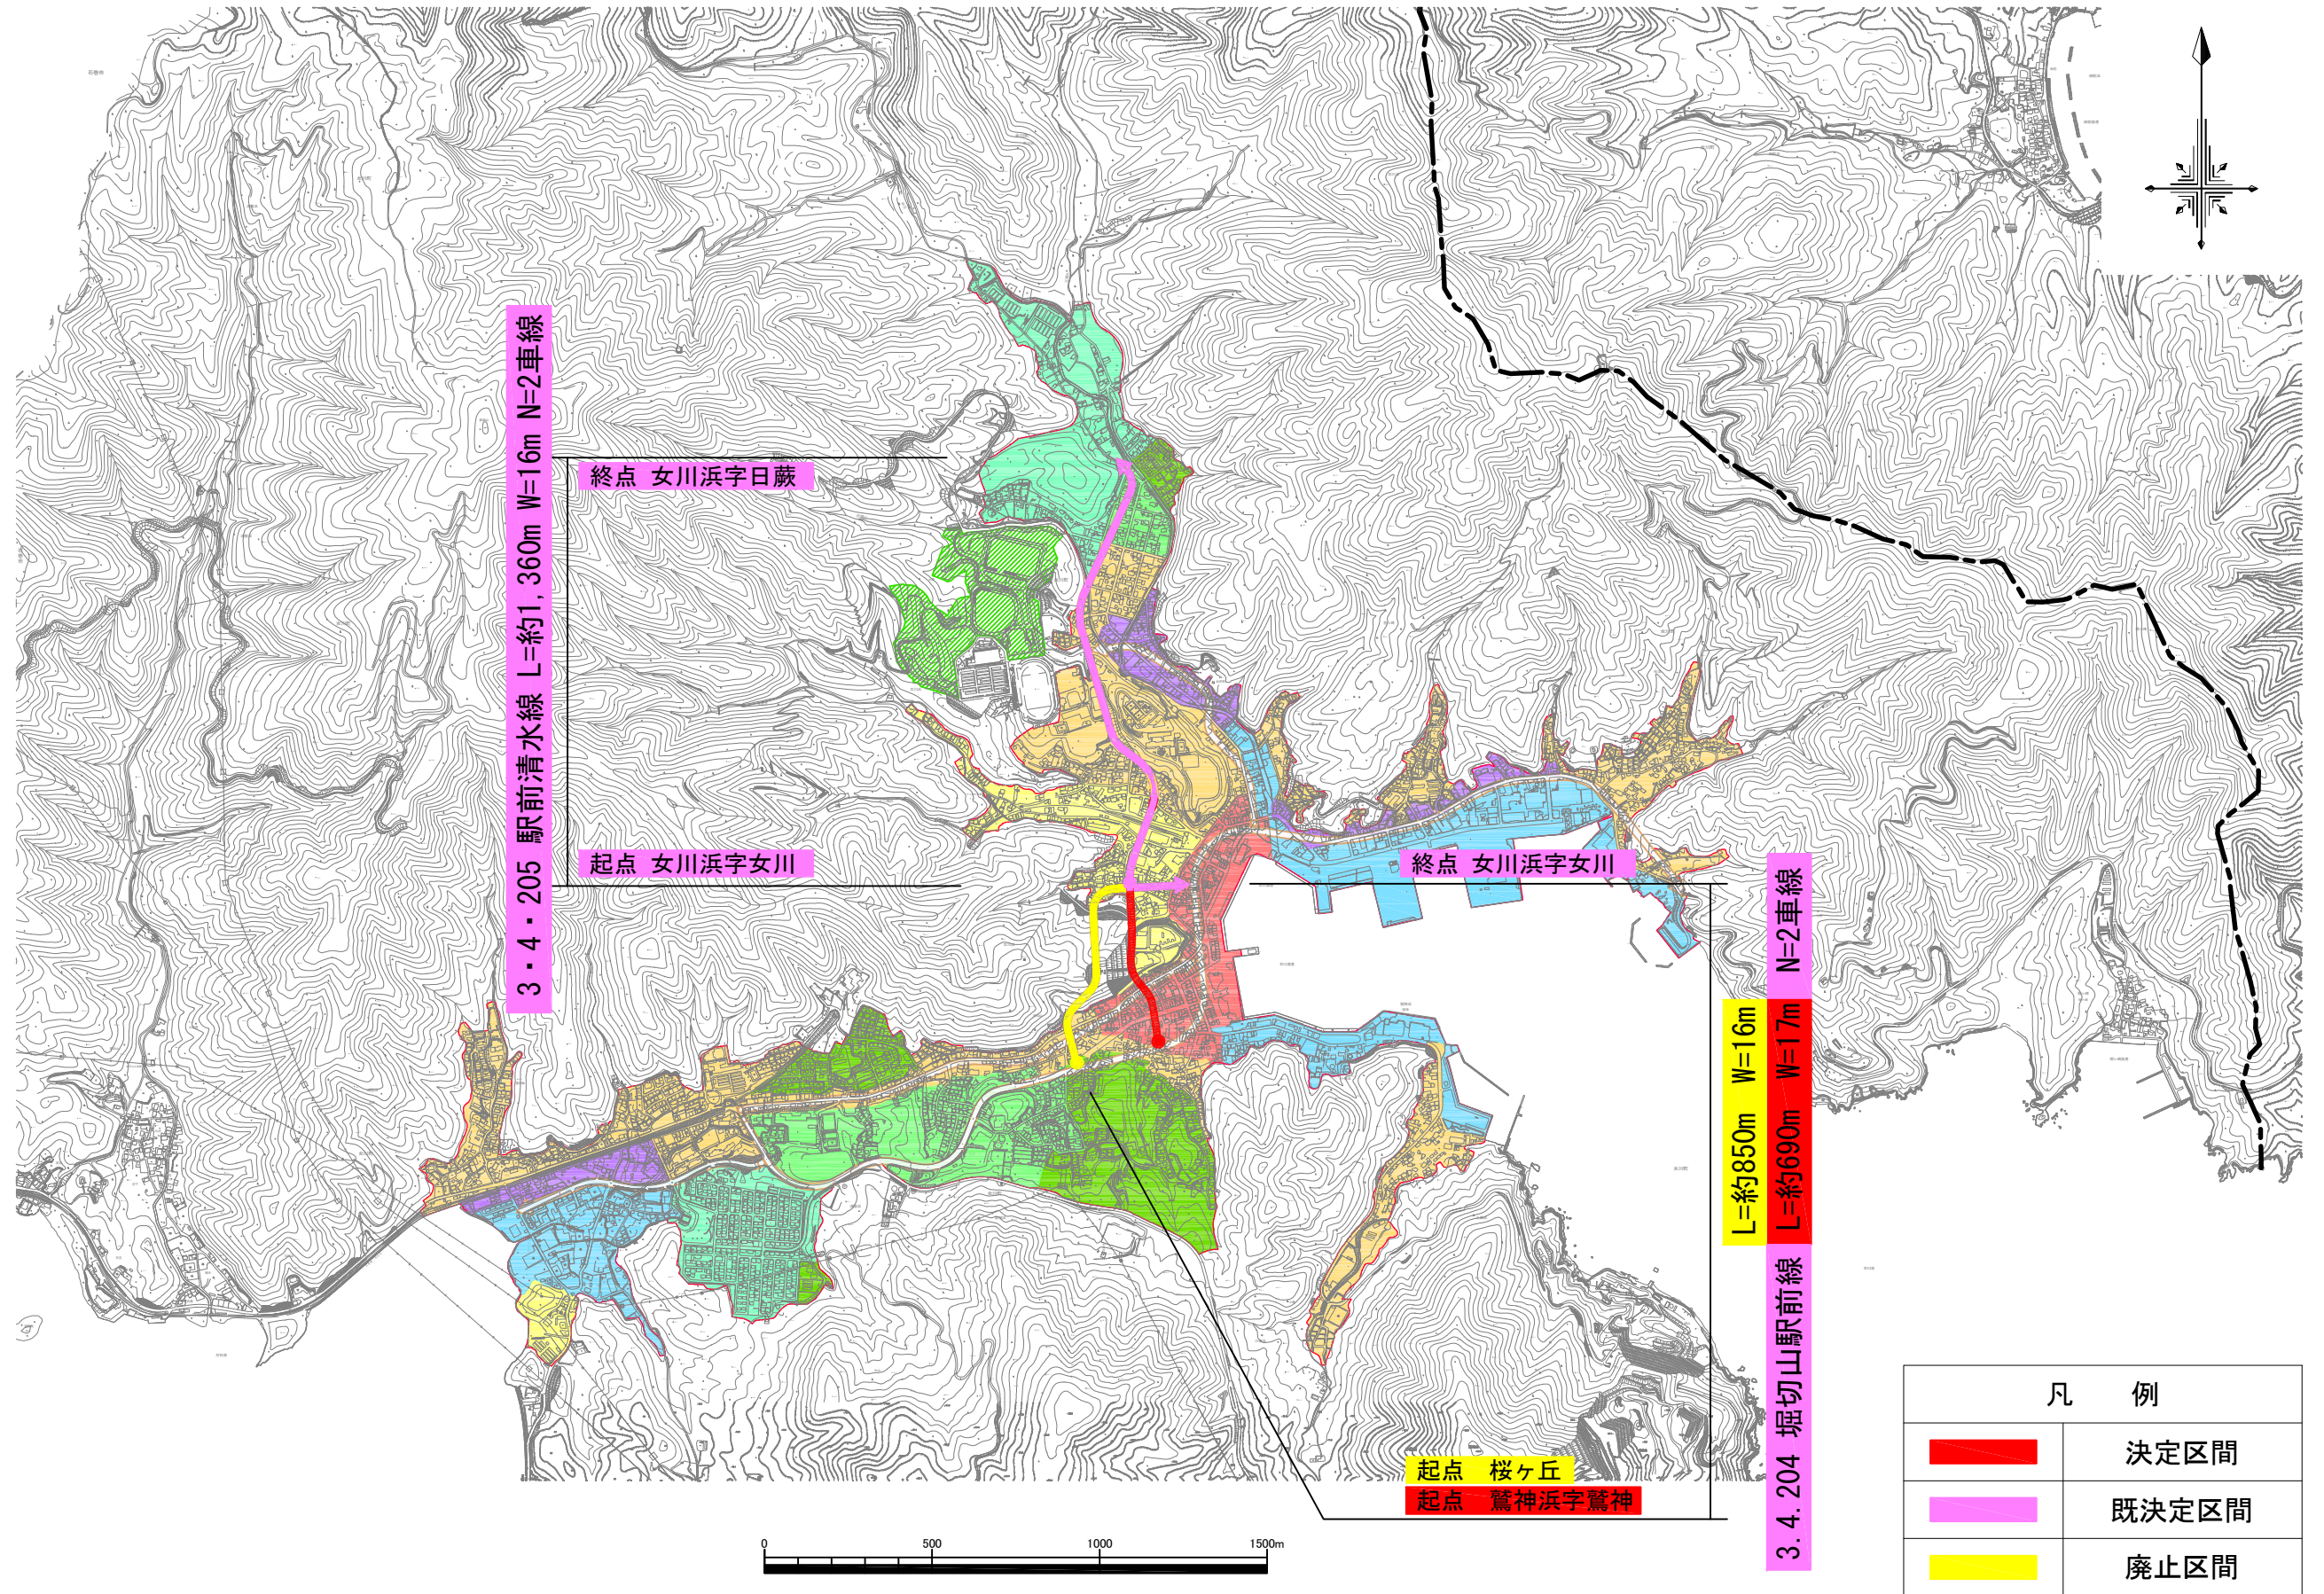 3・4・205 駅前清水線 L=約1,360m W=16m N=2車線
終点 女川浜字日蕨
起点 女川浜字女川
終点 女川浜字女川
N=2車線
L=約850m W=16m
L=約690m W=17m
3.4.204 堀切山駅前線
起点 桜ヶ丘
起点 鷲神浜字鷲神
0 500 1000 1500m
凡 例
決定区間
既決定区間
廃止区間